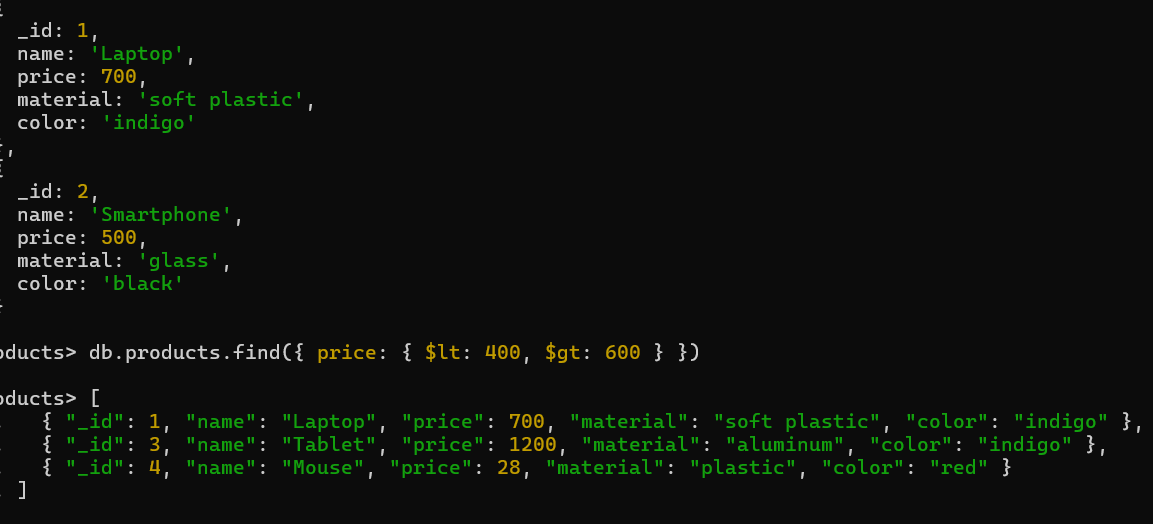 _id: 1,
name: 'Laptop',
price: 700,
material: 'soft plastic',
color: 'indigo'
},
{
_id: 2,
name: 'Smartphone',
price: 500,
material: 'glass',
color: 'black'
}
oducts> db.products.find({ price: { $lt: 400, $gt: 600 } })
oducts> [
{ "_id": 1, "name": "Laptop", "price": 700, "material": "soft plastic", "color": "indigo" },
{ "_id": 3, "name": "Tablet", "price": 1200, "material": "aluminum","color": "indigo" },
{ "_id": 4, "name": "Mouse", "price": 28, "material": "plastic", "color": "red" }
]